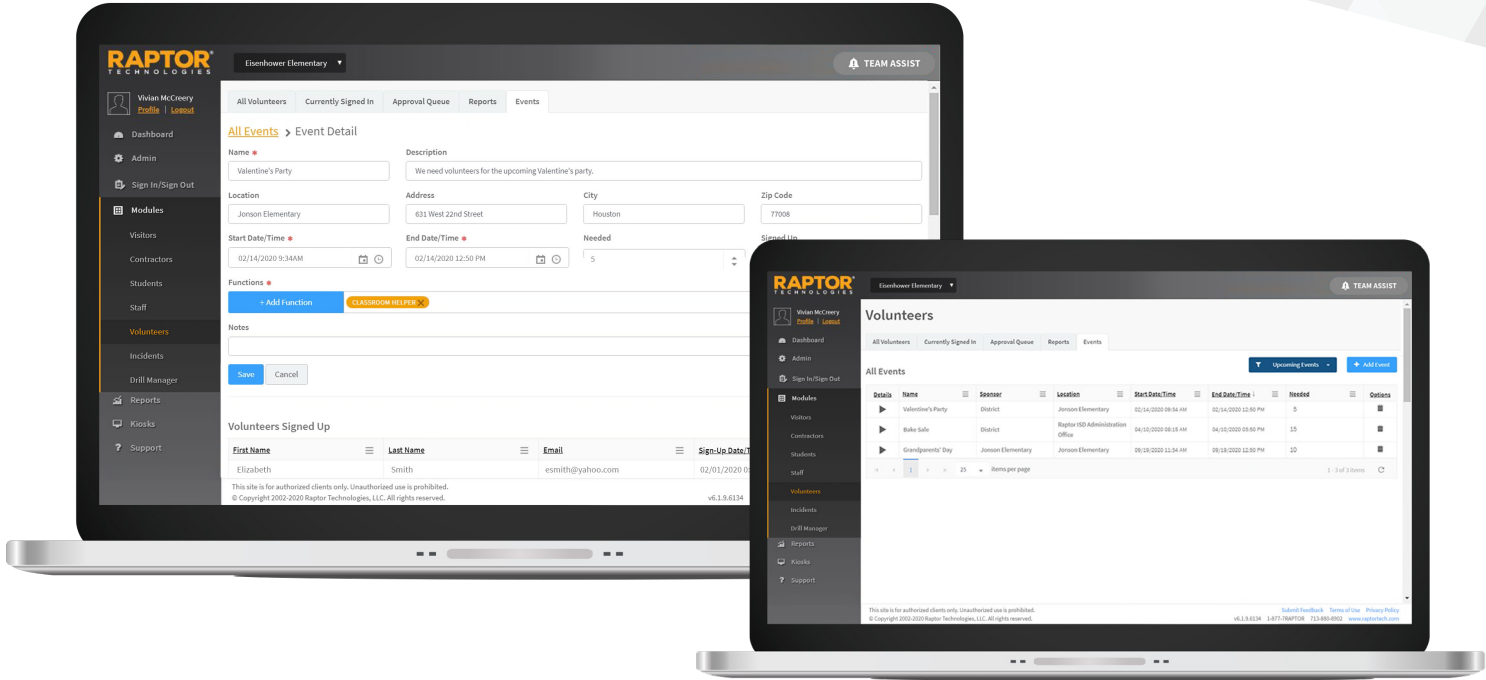 RAPTOR®
TECHNOLOGIES
Eisenhower Elementary
TEAM ASSIST
Vivian McCreery
Profile | Logout
Dashboard
Admin
Sign In/Sign Out
Modules
Visitors
Contractors
Students
Staff
Volunteers
Incidents
Drill Manager
Reports
Kiosks
Support
All Volunteers Currently Signed In Approval Queue Reports Events
All Events > Event Detail
Name * Description
Valentine's Party We need volunteers for the upcoming Valentine's party.
Location Address City Zip Code
Jonson Elementary 631 West 22nd Street Houston 77008
Start Date/Time * End Date/Time * Needed Signed Up
02/14/2020 9:34AM 02/14/2020 12:50 PM 5
Functions *
+ Add Function CLASSROOM HELPER X
Notes
Save Cancel
Volunteers Signed Up
First Name Last Name Email Sign-Up Date/T
Elizabeth Smith esmith@yahoo.com 02/01/2020
This site is for authorized clients only. Unauthorized use is prohibited.
© Copyright 2002-2020 Raptor Technologies, LLC. All rights reserved. v6.1.9.6134
RAPTOR®
TECHNOLOGIES
Eisenhower Elementary
TEAM ASSIST
Vivian McCreery
Profile | Logout
Dashboard
Admin
Sign In/Sign Out
Modules
Visitors
Contractors
Students
Staff
Volunteers
Incidents
Drill Manager
Reports
Kiosks
? Support
Volunteers
All Volunteers Currently Signed In Approval Queue Reports Events
All Events Upcoming Events + Add Event
Details Name Sponsor Location Start Date/Time End Date/Time ↓ Needed Options
Valentine's Party District Jonson Elementary 02/14/2020 09:34 AM 02/14/2020 12:50 PM 5
Bake Sale District Raptor ISD Administration Office 04/10/2020 08:15 AM 04/10/2020 05:50 PM 15
Grandparents' Day Jonson Elementary Jonson Elementary 09/19/2020 11:34 AM 09/19/2020 12:50 PM 10
1 25 items per page 1 - 3 of 3 items
This site is for authorized clients only. Unauthorized use is prohibited. Submit Feedback Terms of Use Privacy Policy
© Copyright 2002-2020 Raptor Technologies, LLC. All rights reserved. v6.1.9.6134 1-877-7RAPTOR 713-880-8902 www.raptortech.com